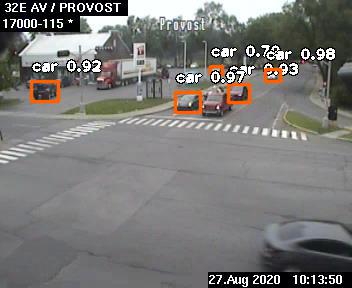 32E AV / PROVOST
17000-115 *
Provost
car 0.92
car 0.97
car 0.79
car 0.98
car 0.93
27.Aug 2020 10:13:50